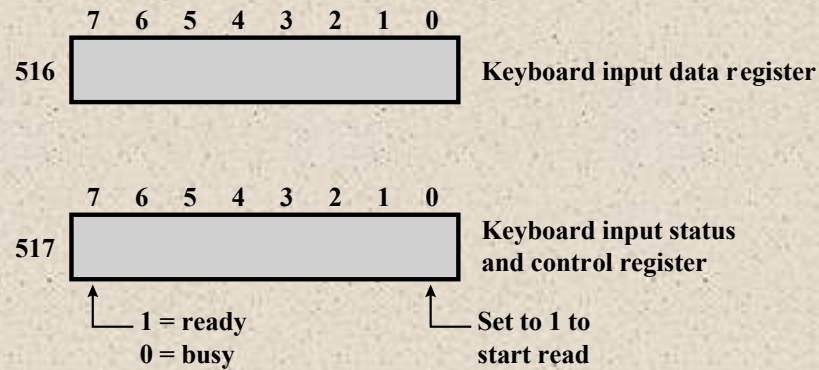 7 6 5 4 3 2 1 0
516
Keyboard input data register
7 6 5 4 3 2 1 0
517
Keyboard input status
and control register
1 = ready
0 = busy
Set to 1 to
start read